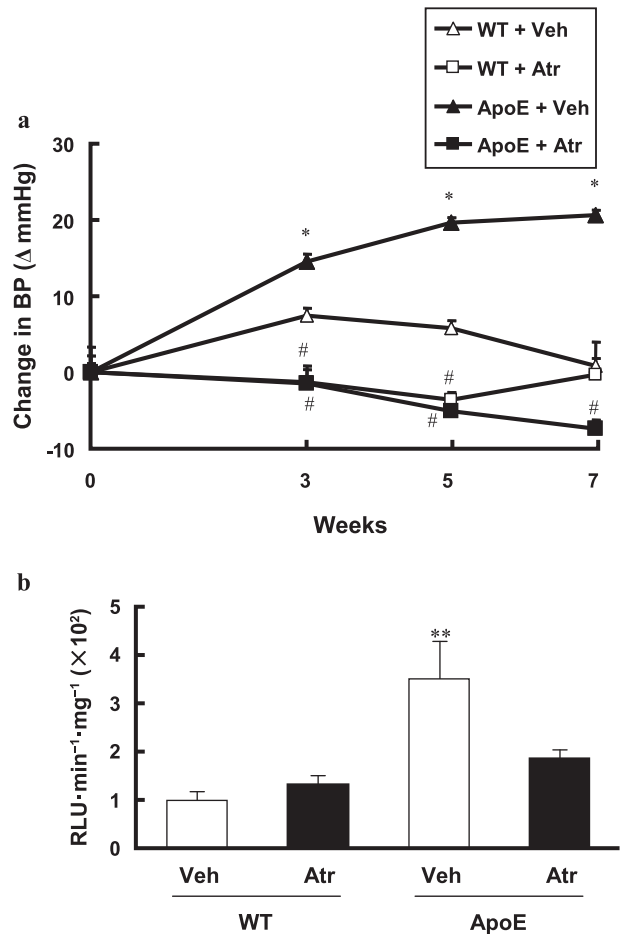 WT + Veh
WT + Atr
ApoE + Veh
ApoE + Atr
a
Change in BP (Δ mmHg)
30
20
10
0
-10
* * *
# # # # #
0 3 5 7
Weeks
b
RLU·min⁻¹·mg⁻¹ (×10²)
5
4
3
2
1
0
**
Veh Atr Veh Atr
WT ApoE